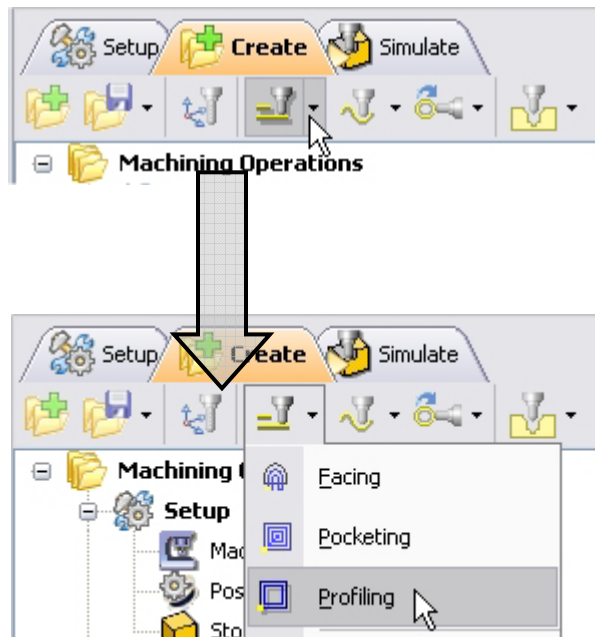 Setup Create Simulate
Machining Operations
Setup Create Simulate
Machining
Facing
Setup
Pocketing
Mac
Pos
Profiling
Sto